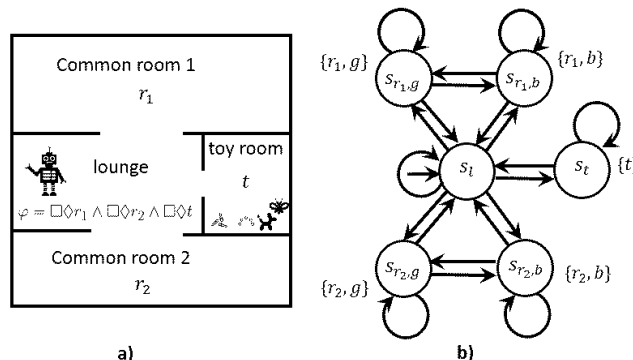 Common room 1
r₁
lounge
toy room
t
φ = □◊r₁ ∧ □◊r₂ ∧ □◊t
Common room 2
r₂
a)
{r₁, g}
s_{r₁,g}
s_{r₁,b}
{r₁, b}
s_l
s_t
{t}
{r₂, g}
s_{r₂,g}
s_{r₂,b}
{r₂, b}
b)